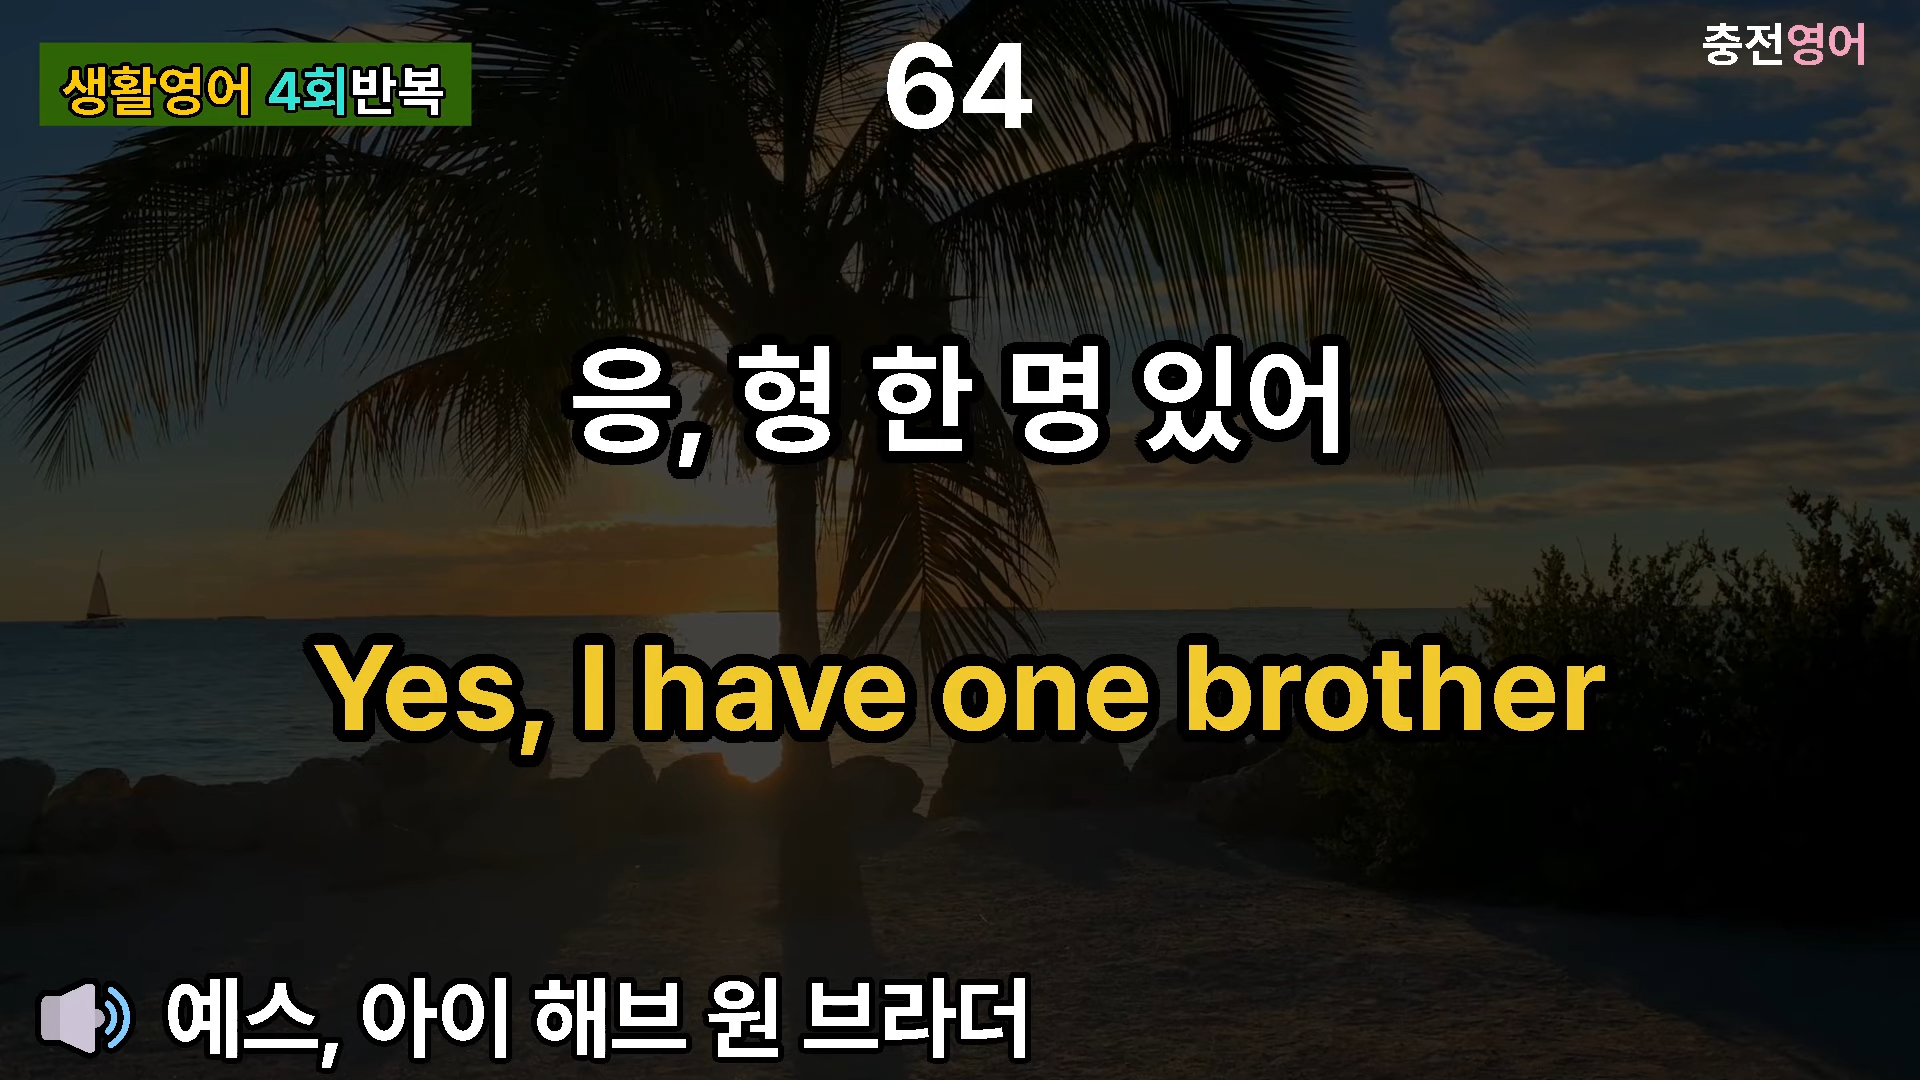 생활영어 4회반복
64
충전영어
응, 형 한 명 있어
Yes, I have one brother
예스, 아이 해브 원 브라더